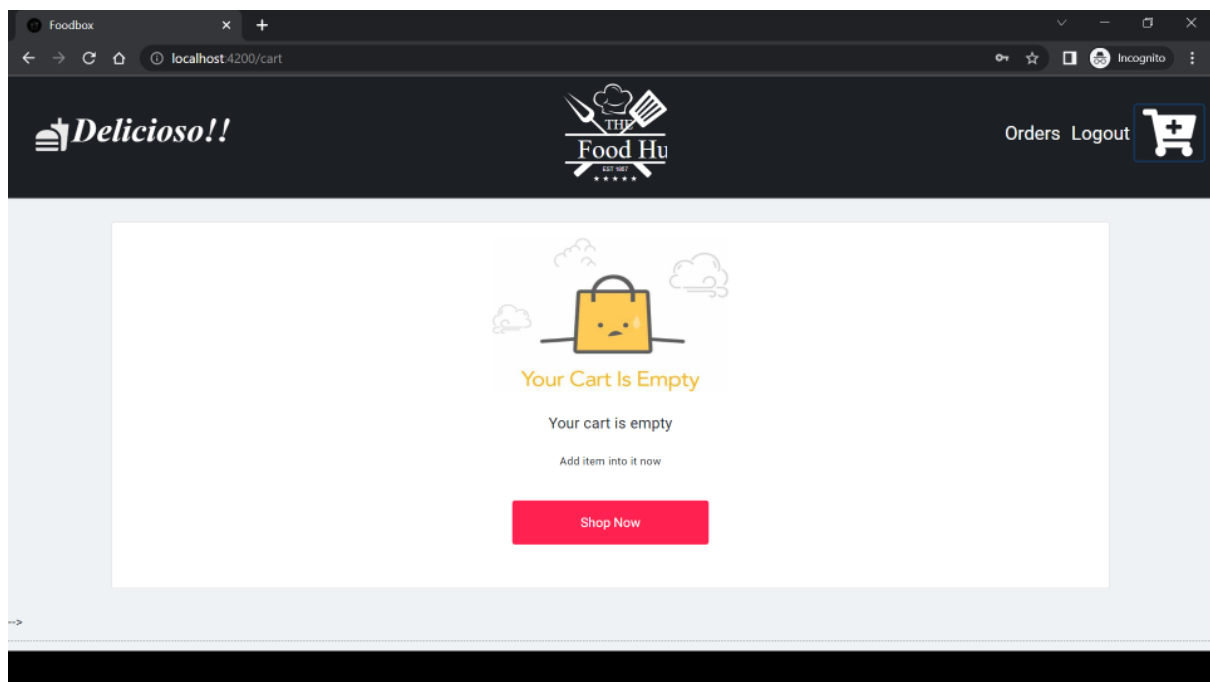 Foodbox
localhost:4200/cart
Incognito
Delicioso!!
THE
Food Hu
EST 1987
Orders Logout
Your Cart Is Empty
Your cart is empty
Add item into it now
Shop Now
-->